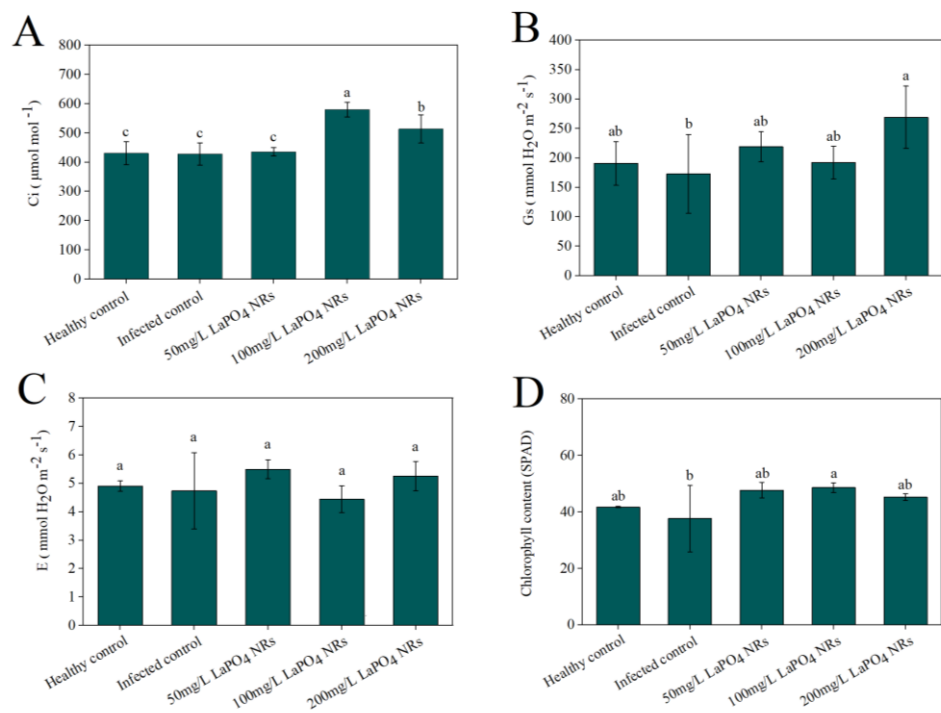 A
Ci ( μmol mol⁻¹)
800
700
600
500
400
300
200
100
0
c
c
c
a
b
Healthy control
Infected control
50mg/L LaPO₄ NRs
100mg/L LaPO₄ NRs
200mg/L LaPO₄ NRs
B
Gs ( mmol H₂O m⁻² s⁻¹)
400
350
300
250
200
150
100
50
0
ab
b
ab
ab
a
Healthy control
Infected control
50mg/L LaPO₄ NRs
100mg/L LaPO₄ NRs
200mg/L LaPO₄ NRs
C
E ( mmol H₂O m⁻² s⁻¹)
8
7
6
5
4
3
2
1
0
a
a
a
a
a
Healthy control
Infected control
50mg/L LaPO₄ NRs
100mg/L LaPO₄ NRs
200mg/L LaPO₄ NRs
D
Chlorophyll content (SPAD)
80
60
40
20
0
ab
b
ab
a
ab
Healthy control
Infected control
50mg/L LaPO₄ NRs
100mg/L LaPO₄ NRs
200mg/L LaPO₄ NRs